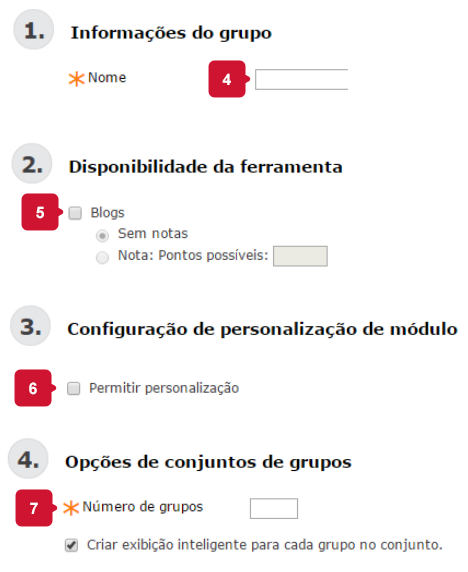 1. Informações do grupo
Nome 4
2. Disponibilidade da ferramenta
5 Blogs
Sem notas
Nota: Pontos possíveis:
3. Configuração de personalização de módulo
6 Permitir personalização
4. Opções de conjuntos de grupos
7 Número de grupos
Criar exibição inteligente para cada grupo no conjunto.